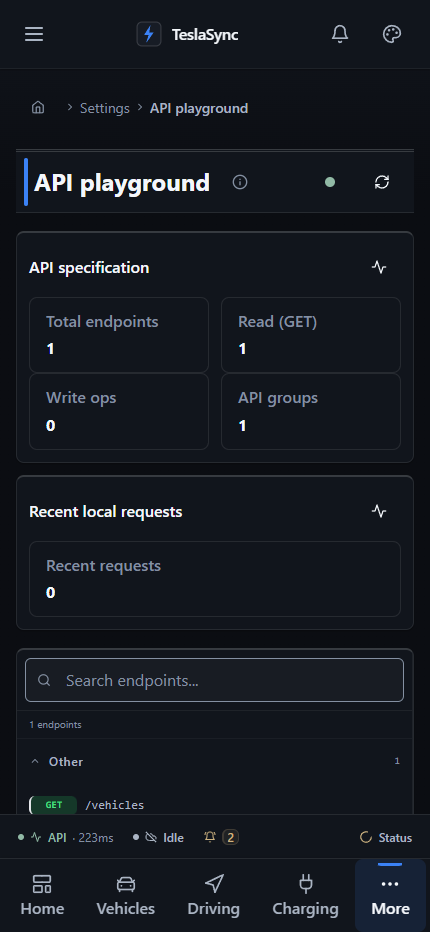 TeslaSync
Settings
API playground
API playground
API specification
Total endpoints
1
Read (GET)
1
Write ops
0
API groups
1
Recent local requests
Recent requests
0
Search endpoints...
1 endpoints
Other
1
GET /vehicles
API · 223ms
Idle
2
Status
Home
Vehicles
Driving
Charging
More